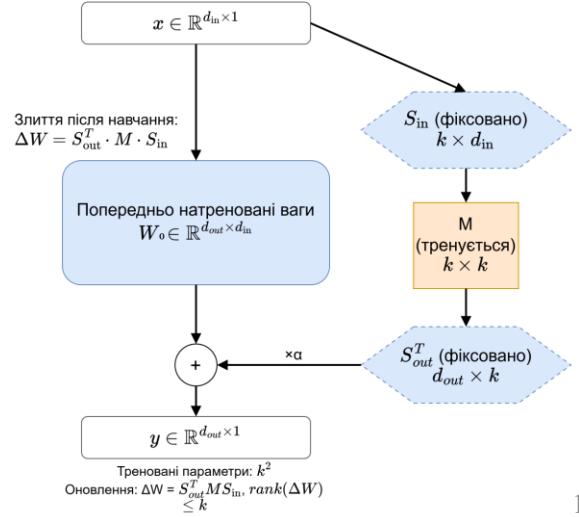 x ∈ ℝ^{d_in×1}
Злиття після навчання:
ΔW = S_out^T · M · S_in
S_in (фіксовано)
k × d_in
Попередньо натреновані ваги
W₀ ∈ ℝ^{d_out×d_in}
М
(тренується)
k × k
S_out^T (фіксовано)
d_out × k
×α
+
y ∈ ℝ^{d_out×1}
Треновані параметри: k²
Оновлення: ΔW = S_out^T M S_in, rank(ΔW)
≤ k
1